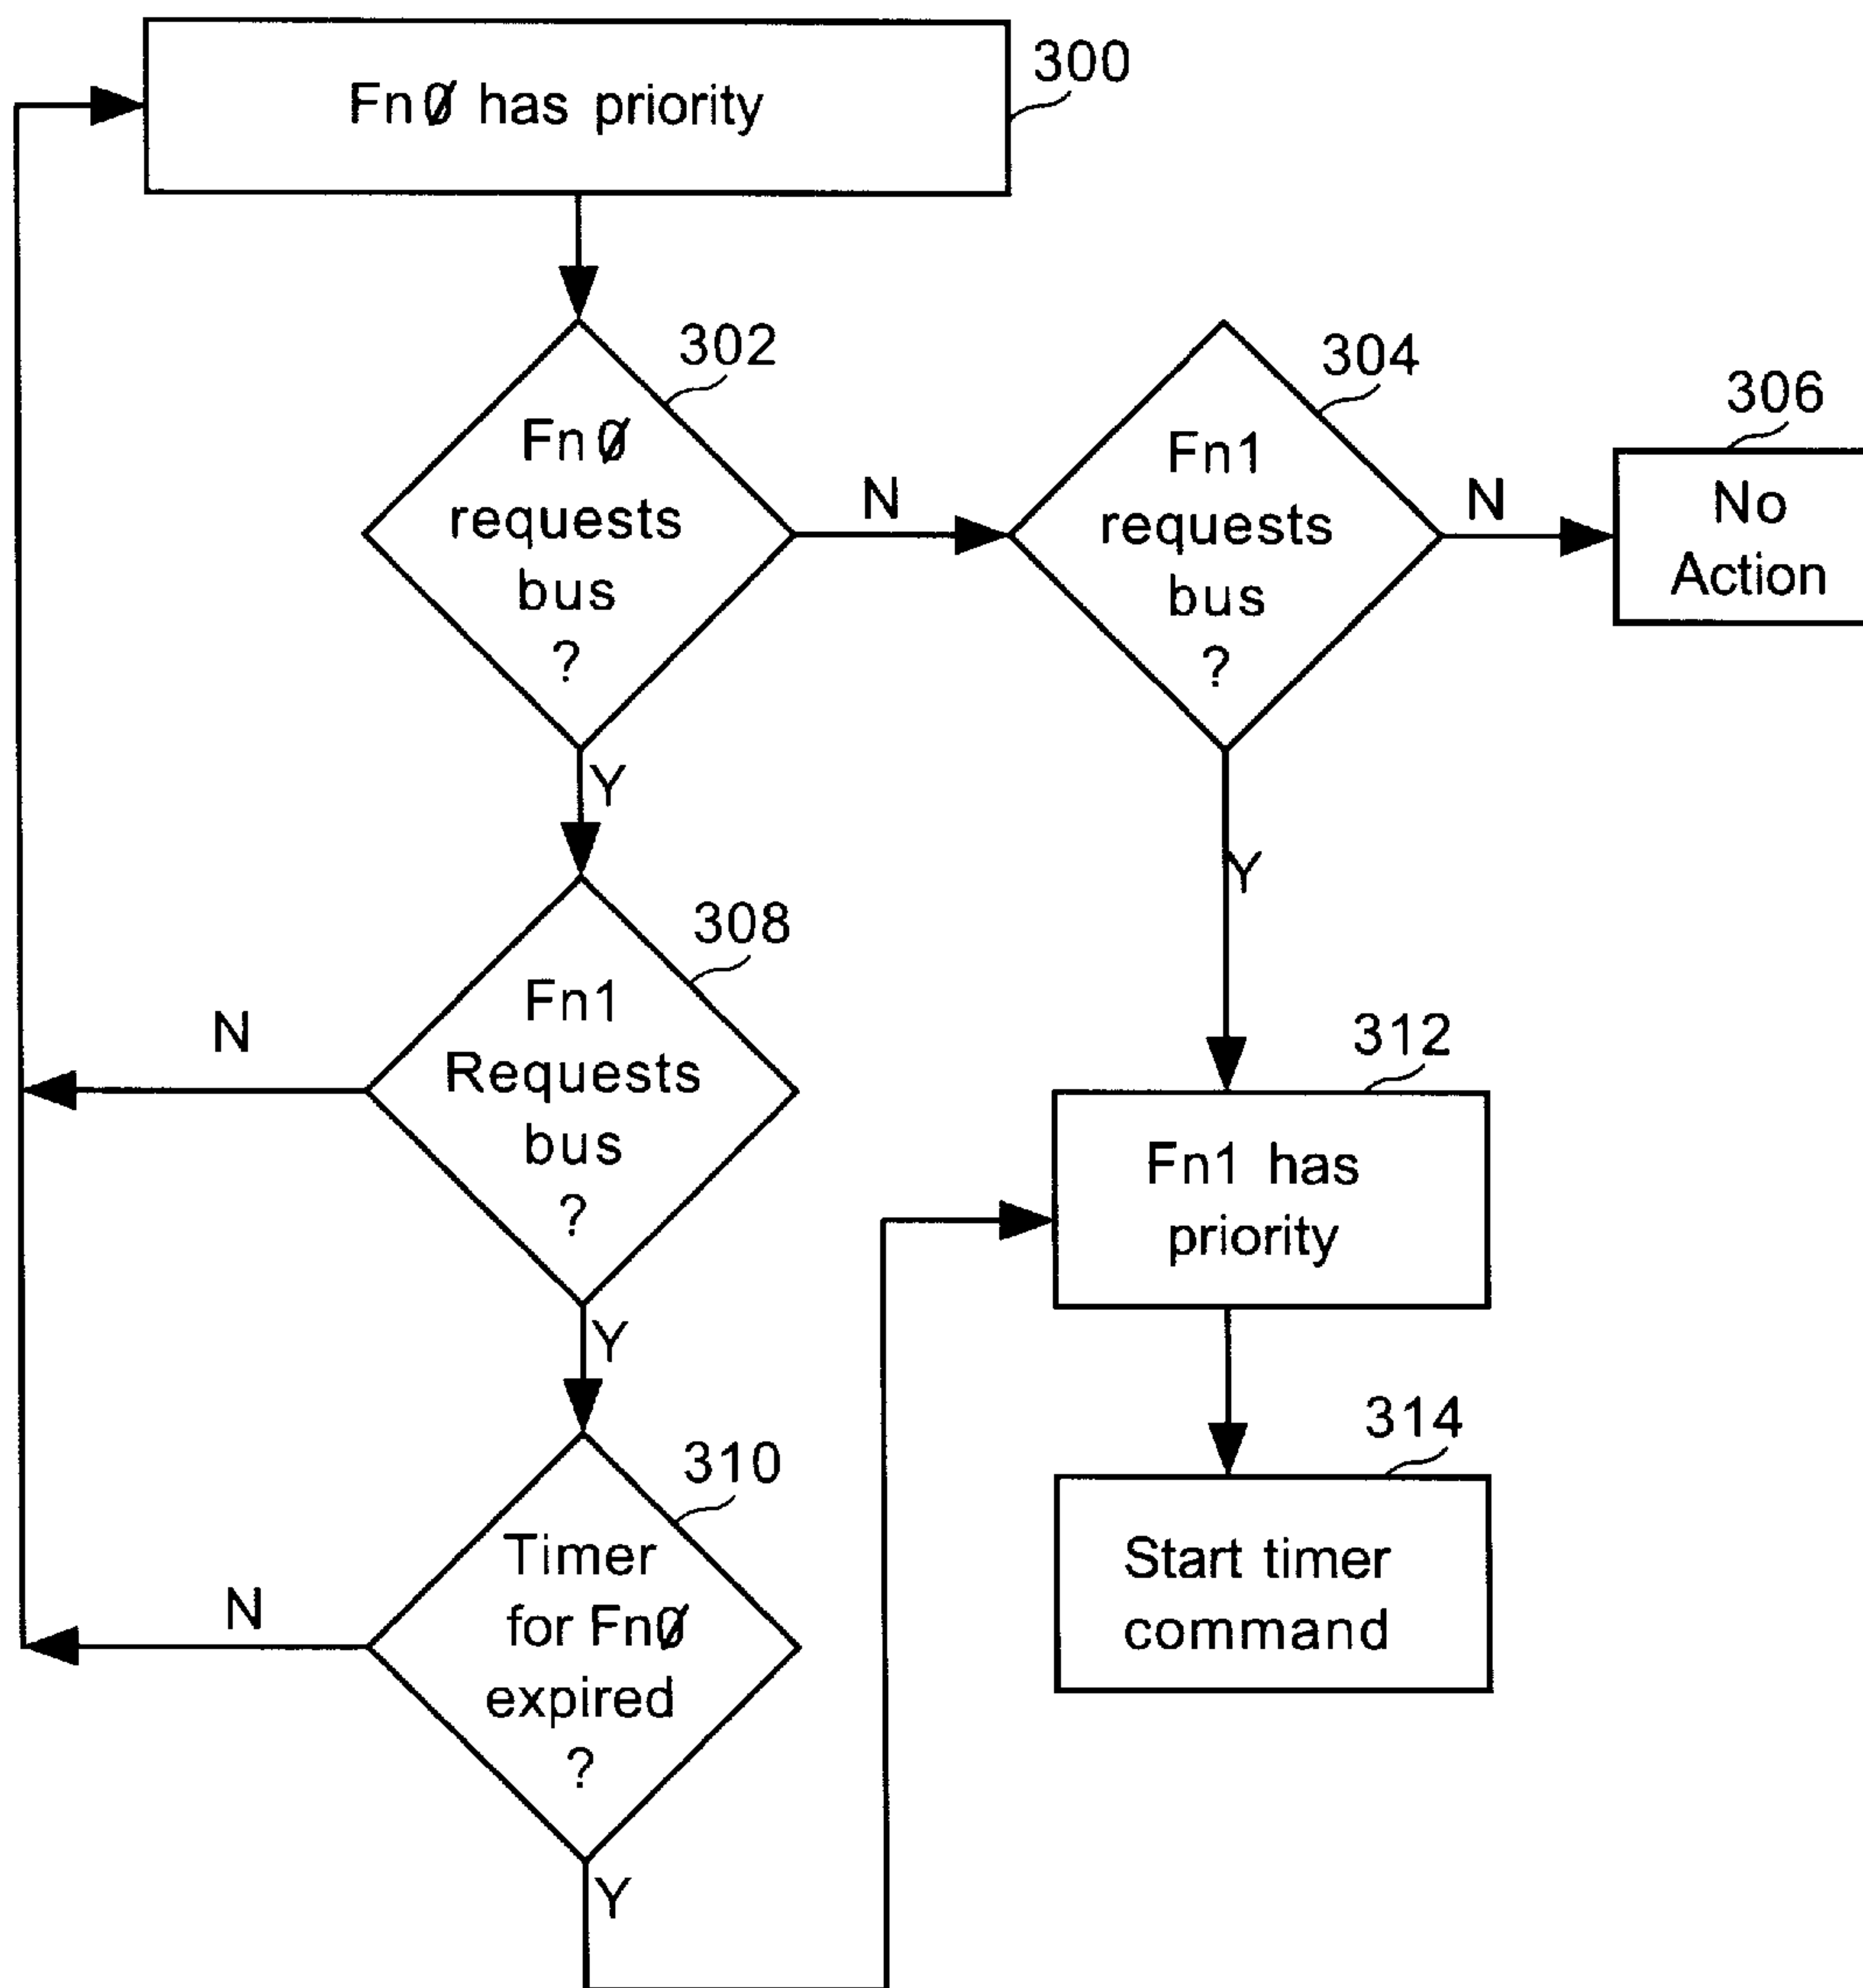 300
FnØ has priority
302
FnØ
requests
bus
?
N
Y
304
Fn1
requests
bus
?
N
Y
306
No
Action
308
Fn1
Requests
bus
?
N
Y
310
Timer
for FnØ
expired
?
N
Y
312
Fn1 has
priority
314
Start timer
command